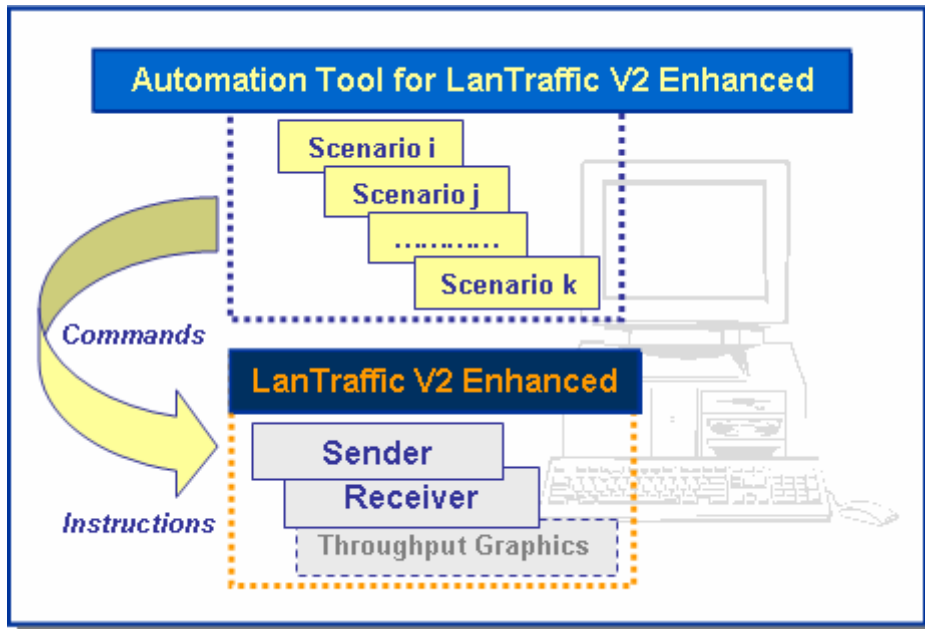 Automation Tool for LanTraffic V2 Enhanced
Scenario i
Scenario j
............
Scenario k
Commands
LanTraffic V2 Enhanced
Sender
Receiver
Instructions
Throughput Graphics